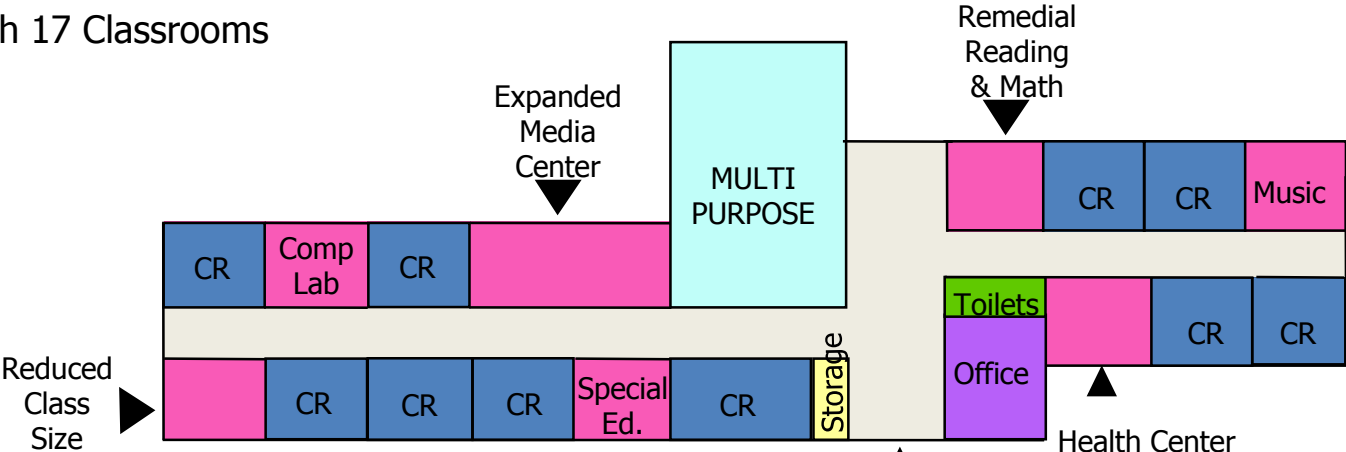 h 17 Classrooms
Remedial
Reading
& Math
Expanded
Media
Center
MULTI
PURPOSE
CR
CR
Music
CR
Comp
Lab
CR
Toilets
CR
CR
Office
Reduced
Class
Size
CR
CR
CR
Special
Ed.
CR
Storage
Health Center